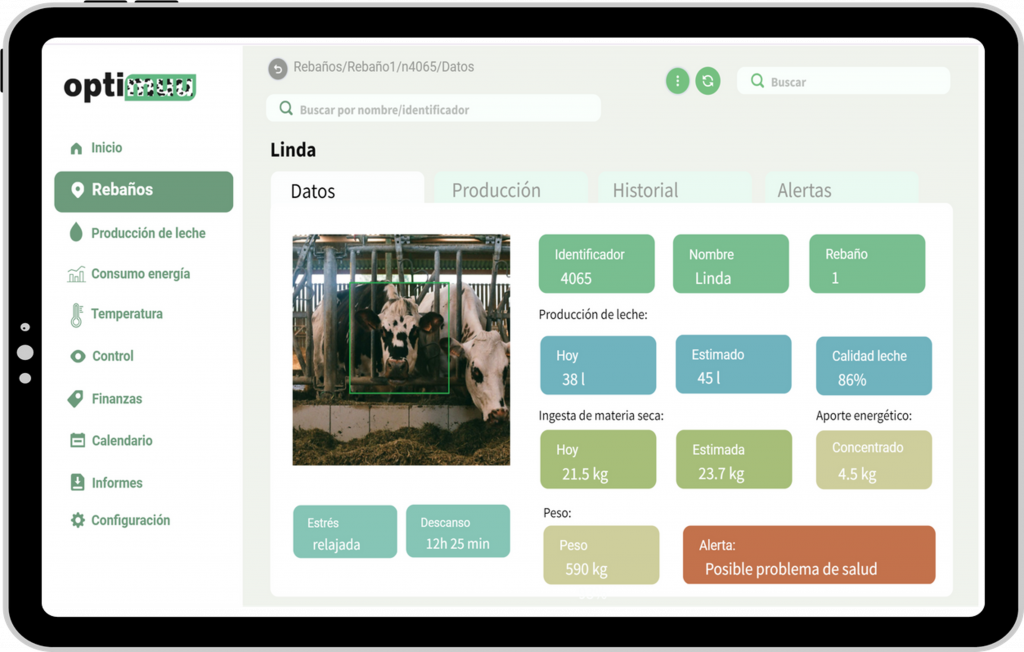 optimuu
Rebaños/Rebaño1/n4065/Datos
Buscar
Buscar por nombre/identificador
Inicio
Rebaños
Producción de leche
Consumo energía
Temperatura
Control
Finanzas
Calendario
Informes
Configuración
Linda
Datos
Producción
Historial
Alertas
Identificador
4065
Nombre
Linda
Rebaño
1
Producción de leche:
Hoy
38 l
Estimado
45 l
Calidad leche
86%
Ingesta de materia seca:
Aporte energético:
Hoy
21.5 kg
Estimada
23.7 kg
Concentrado
4.5 kg
Estrés
relajada
Descanso
12h 25 min
Peso:
Peso
590 kg
Alerta:
Posible problema de salud